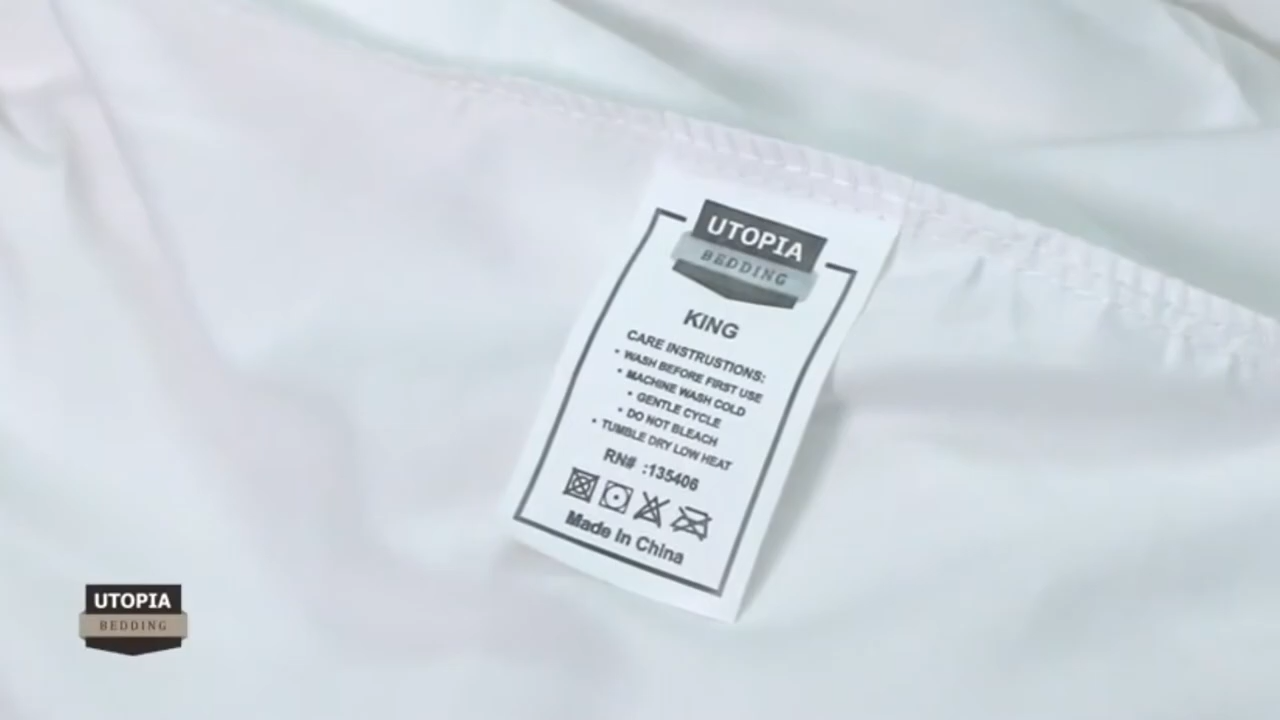 UTOPIA
BEDDING
KING
CARE INSTRUSTIONS:
• WASH BEFORE FIRST USE
• MACHINE WASH COLD
• GENTLE CYCLE
• DO NOT BLEACH
• TUMBLE DRY LOW HEAT
RN# :135406
Made In China
UTOPIA
BEDDING